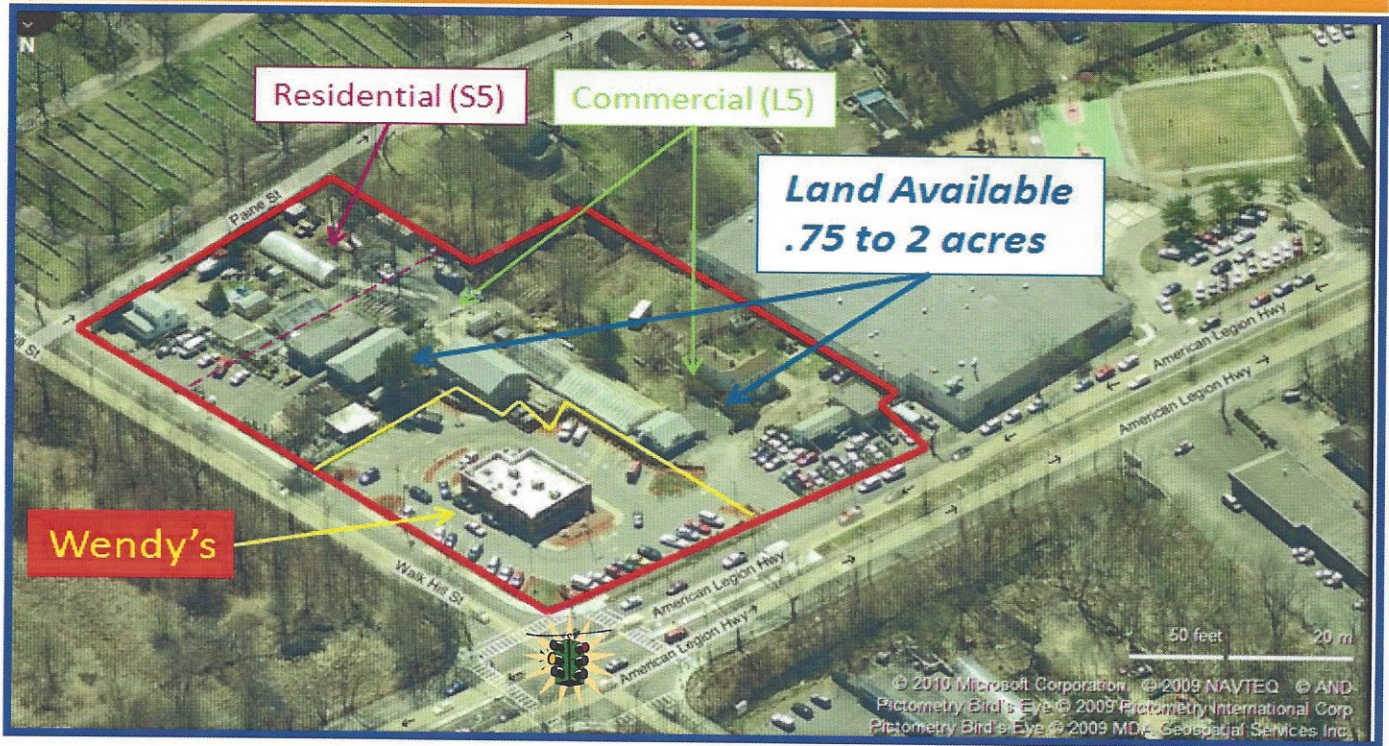 N
Residential (S5)
Commercial (L5)
Land Available
.75 to 2 acres
Paine St
St
American Legion Hwy
American Legion Hwy
Wendy's
Walk Hill St
American Legion Hwy
American Legion Hwy
50 feet 20 m
© 2010 Microsoft Corporation © 2009 NAVTEQ © AND
Pictometry Bird's Eye © 2009 Pictometry International Corp
Pictometry Bird's Eye © 2009 MDA Geospatial Services Inc.